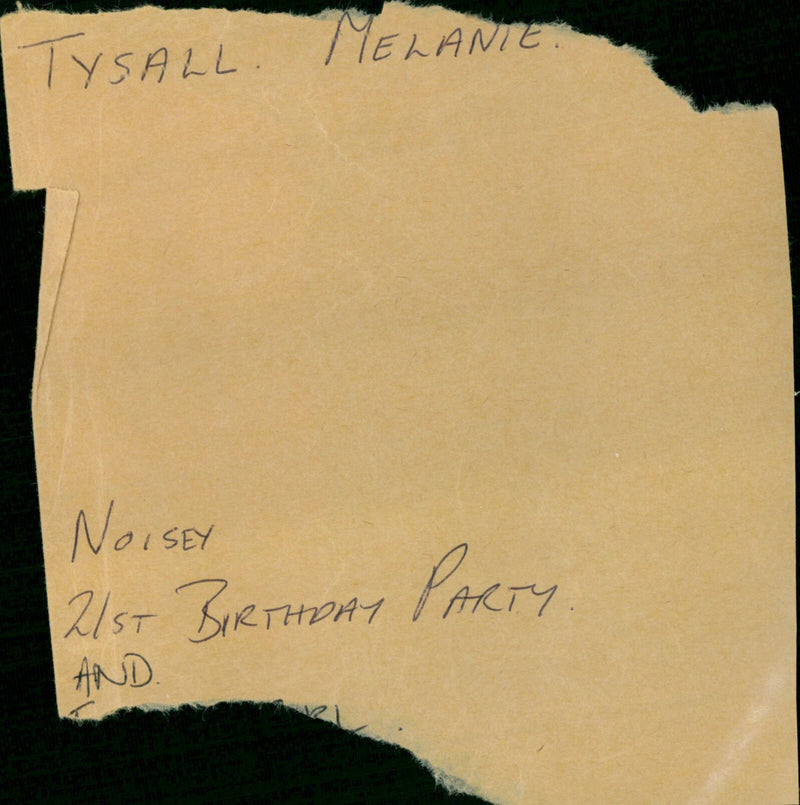 TYSALL. MELANIE.
NOISEY
21ST BIRTHDAY PARTY.
AND.